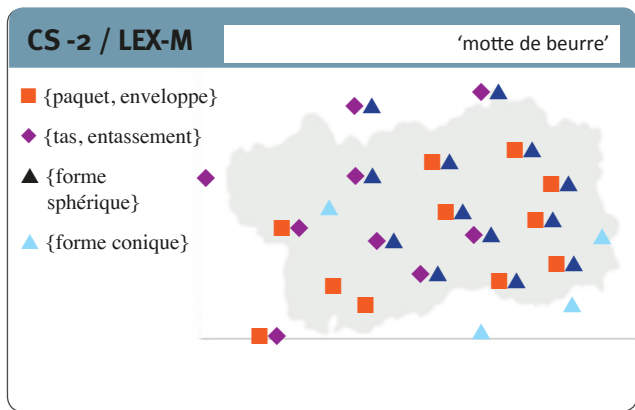 CS -2 / LEX-M
'motte de beurre'
{paquet, enveloppe}
{tas, entassement}
{forme
sphérique}
{forme conique}